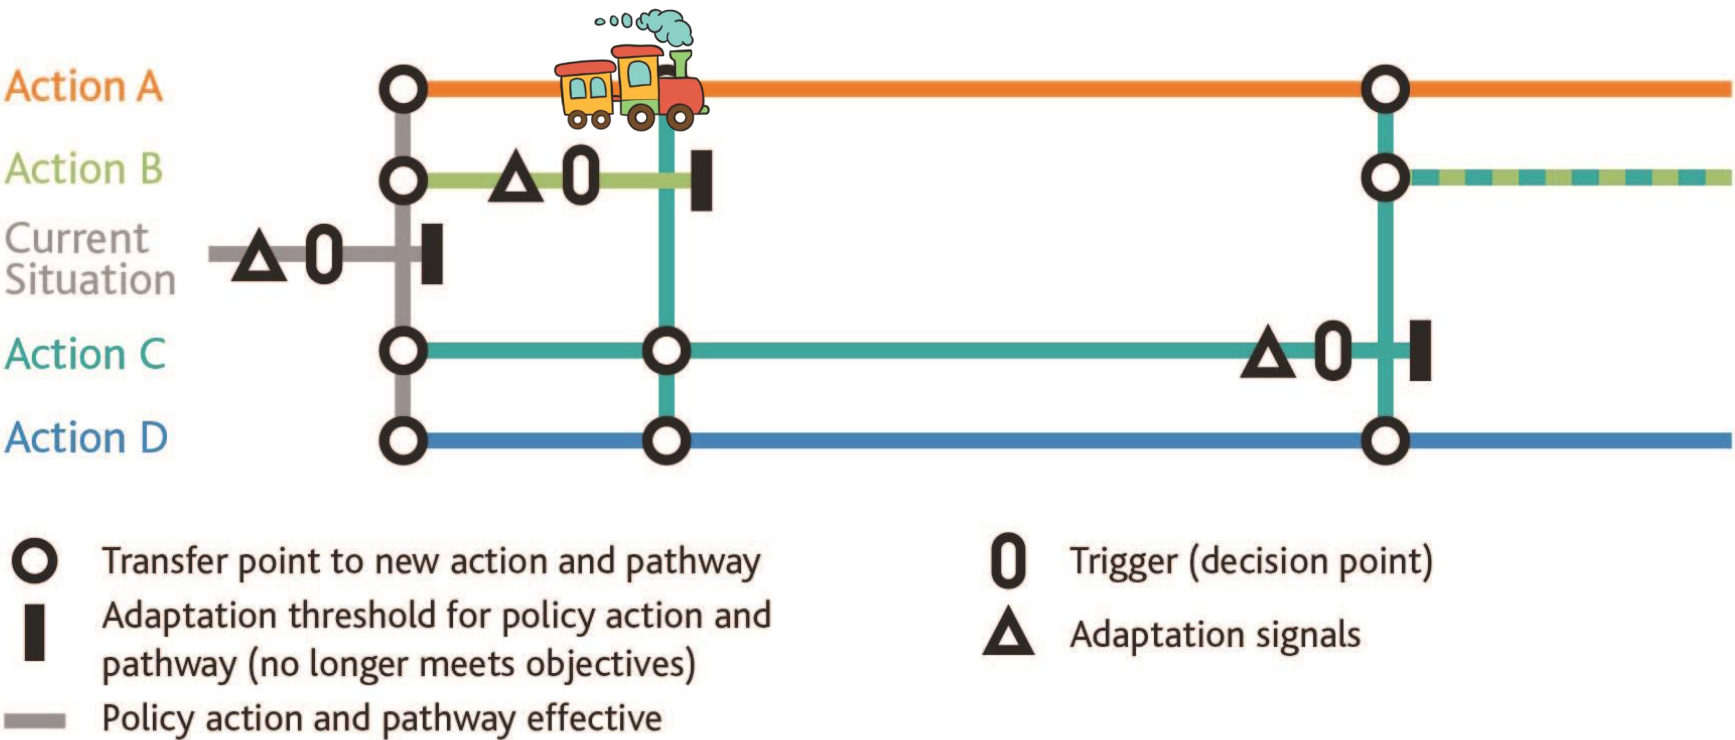 Action A
Action B
Current
Situation
Action C
Action D
Transfer point to new action and pathway
Adaptation threshold for policy action and
pathway (no longer meets objectives)
Policy action and pathway effective
Trigger (decision point)
Adaptation signals